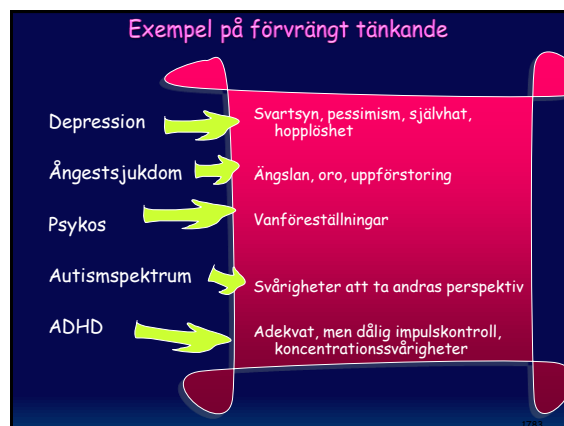 Exempel på förvrängt tänkande
Depression
Svartsyn, pessimism, självhat,
hopplöshet
Ångestsjukdom
Ängslan, oro, uppförstoring
Psykos
Vanföreställningar
Autismspektrum
Svårigheter att ta andras perspektiv
ADHD
Adekvat, men dålig impulskontroll,
koncentrationssvårigheter